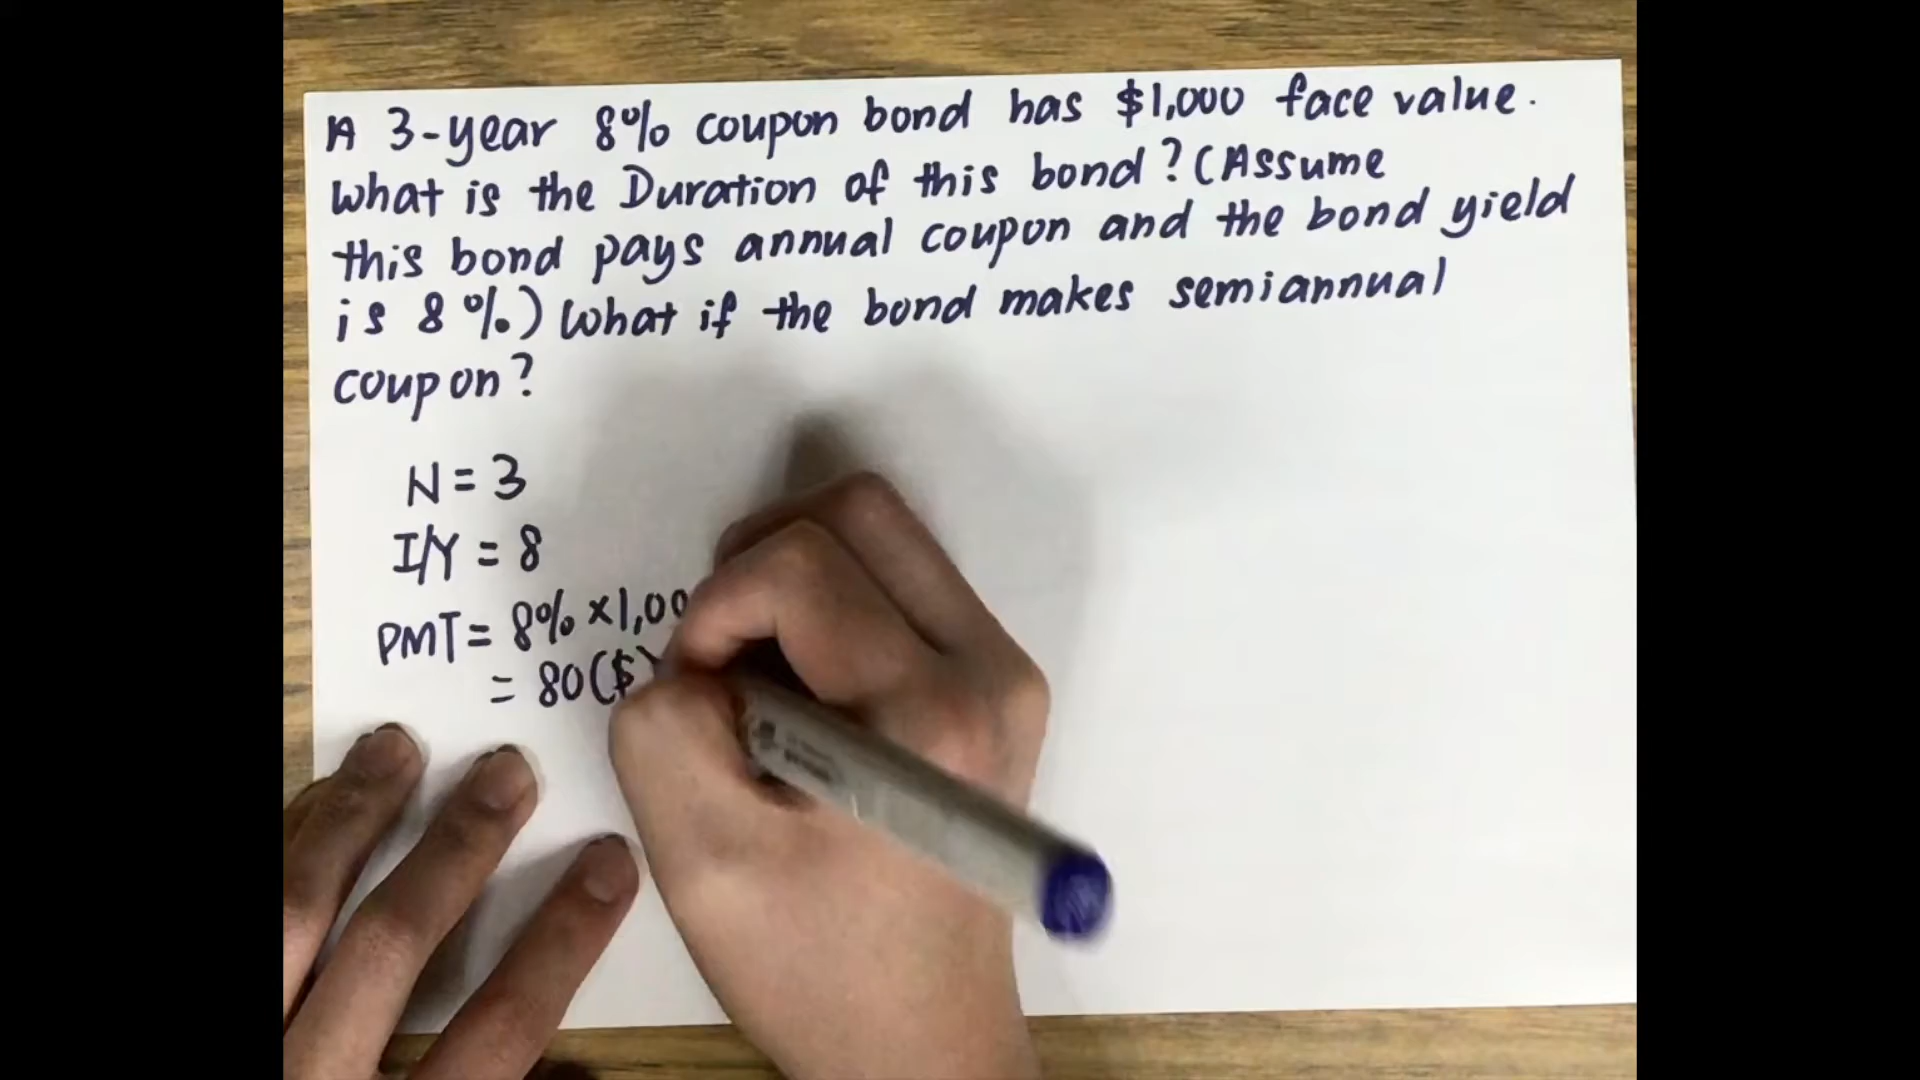 A 3-year 8% coupon bond has $1,000 face value.
What is the Duration of this bond? (Assume
this bond pays annual coupon and the bond yield
is 8%.) What if the bond makes semiannual
coupon?
N = 3
I/Y = 8
PMT = 8% ×1,00
= 80($)